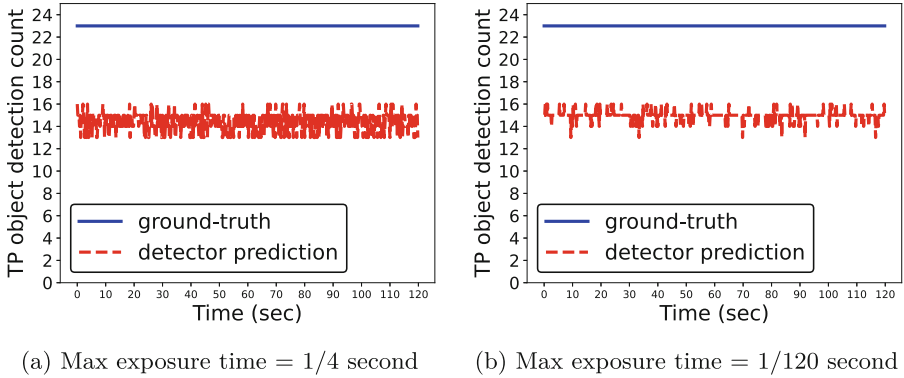 TP object detection count
24
22
20
18
16
14
12
10
8
6
4
2
0
ground-truth
detector prediction
0 10 20 30 40 50 60 70 80 90 100 110 120
Time (sec)
(a) Max exposure time = 1/4 second
TP object detection count
24
22
20
18
16
14
12
10
8
6
4
2
0
ground-truth
detector prediction
0 10 20 30 40 50 60 70 80 90 100 110 120
Time (sec)
(b) Max exposure time = 1/120 second